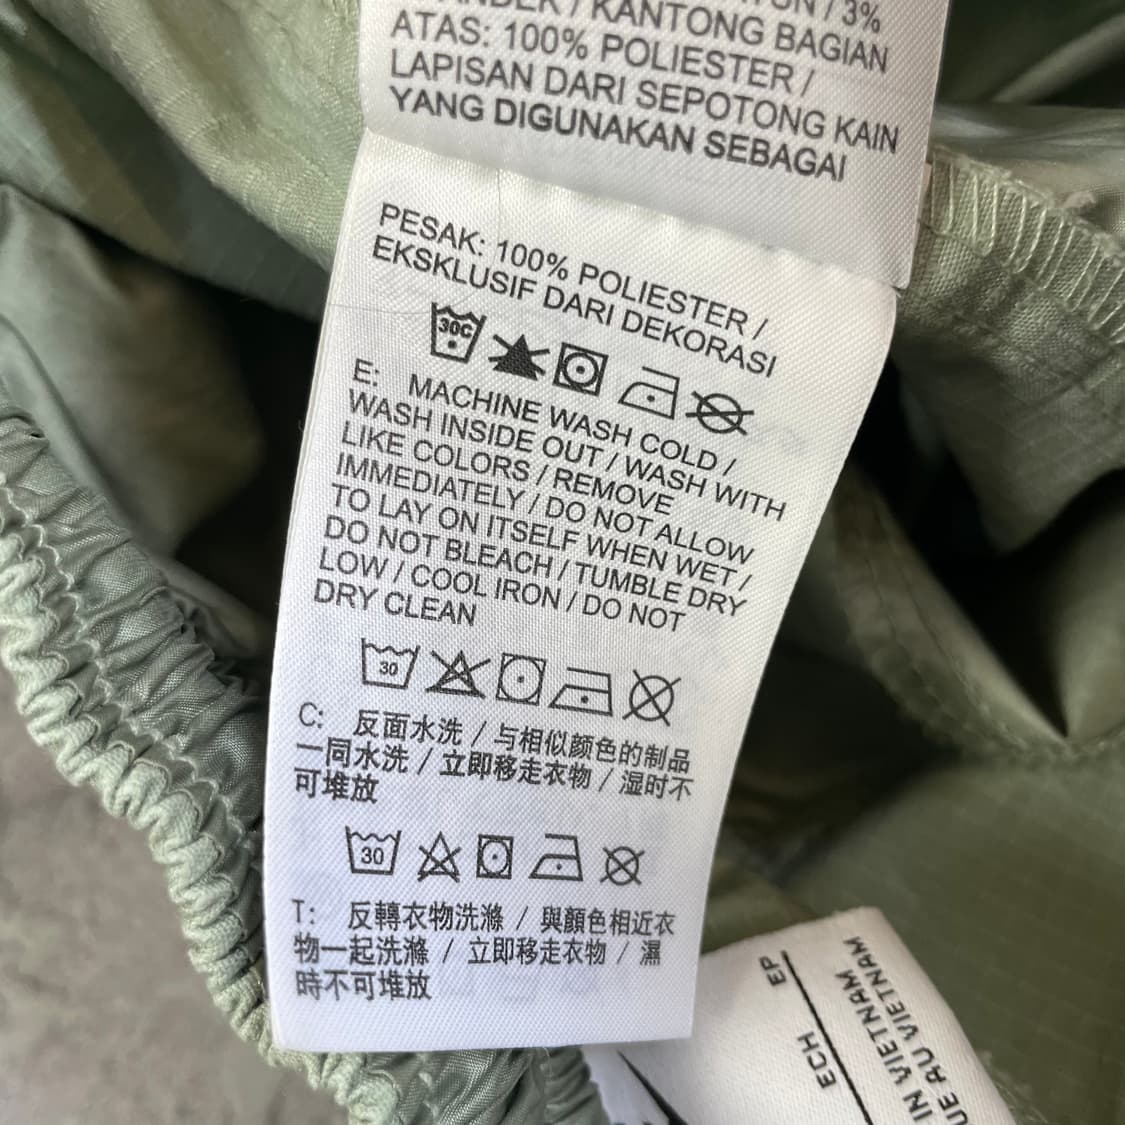 / 3%
/ KANTONG BAGIAN
ATAS: 100% POLIESTER /
LAPISAN DARI SEPOTONG KAIN
YANG DIGUNAKAN SEBAGAI
PESAK: 100% POLIESTER /
EKSKLUSIF DARI DEKORASI
30C
E: MACHINE WASH COLD /
WASH INSIDE OUT / WASH WITH
LIKE COLORS / REMOVE
IMMEDIATELY / DO NOT ALLOW
TO LAY ON ITSELF WHEN WET /
DO NOT BLEACH / TUMBLE DRY
LOW / COOL IRON / DO NOT
DRY CLEAN
30
C: 反面水洗 / 与相似颜色的制品
一同水洗 / 立即移走衣物 / 湿时不
可堆放
30
T: 反轉衣物洗滌 / 與顏色相近衣
物一起洗滌 / 立即移走衣物 / 濕
時不可堆放
EP
ECH
IN VIETNAM
AU VIETNAM